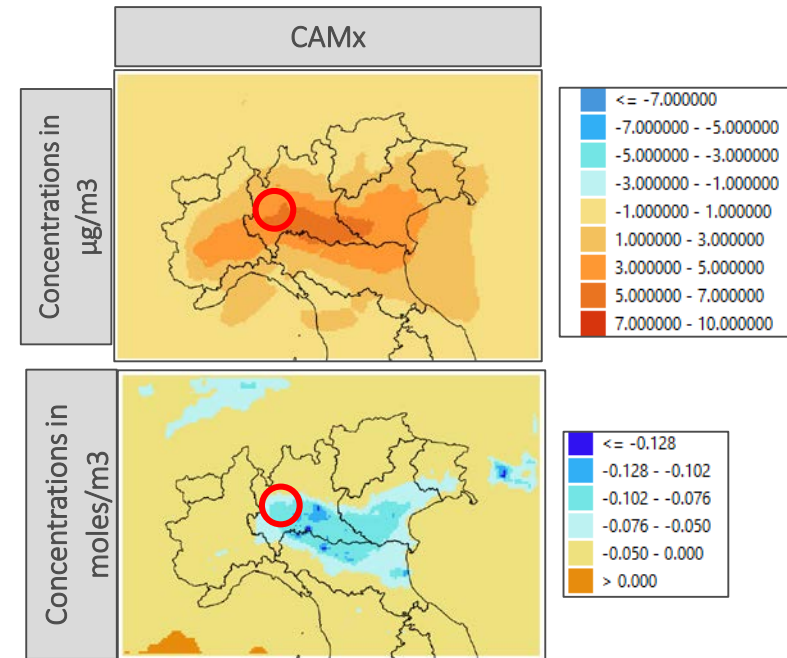 CAMx
Concentrations in
µg/m3
<= -7.000000
-7.000000 - -5.000000
-5.000000 - -3.000000
-3.000000 - -1.000000
-1.000000 - 1.000000
1.000000 - 3.000000
3.000000 - 5.000000
5.000000 - 7.000000
7.000000 - 10.000000
Concentrations in
moles/m3
<= -0.128
-0.128 - -0.102
-0.102 - -0.076
-0.076 - -0.050
-0.050 - 0.000
> 0.000